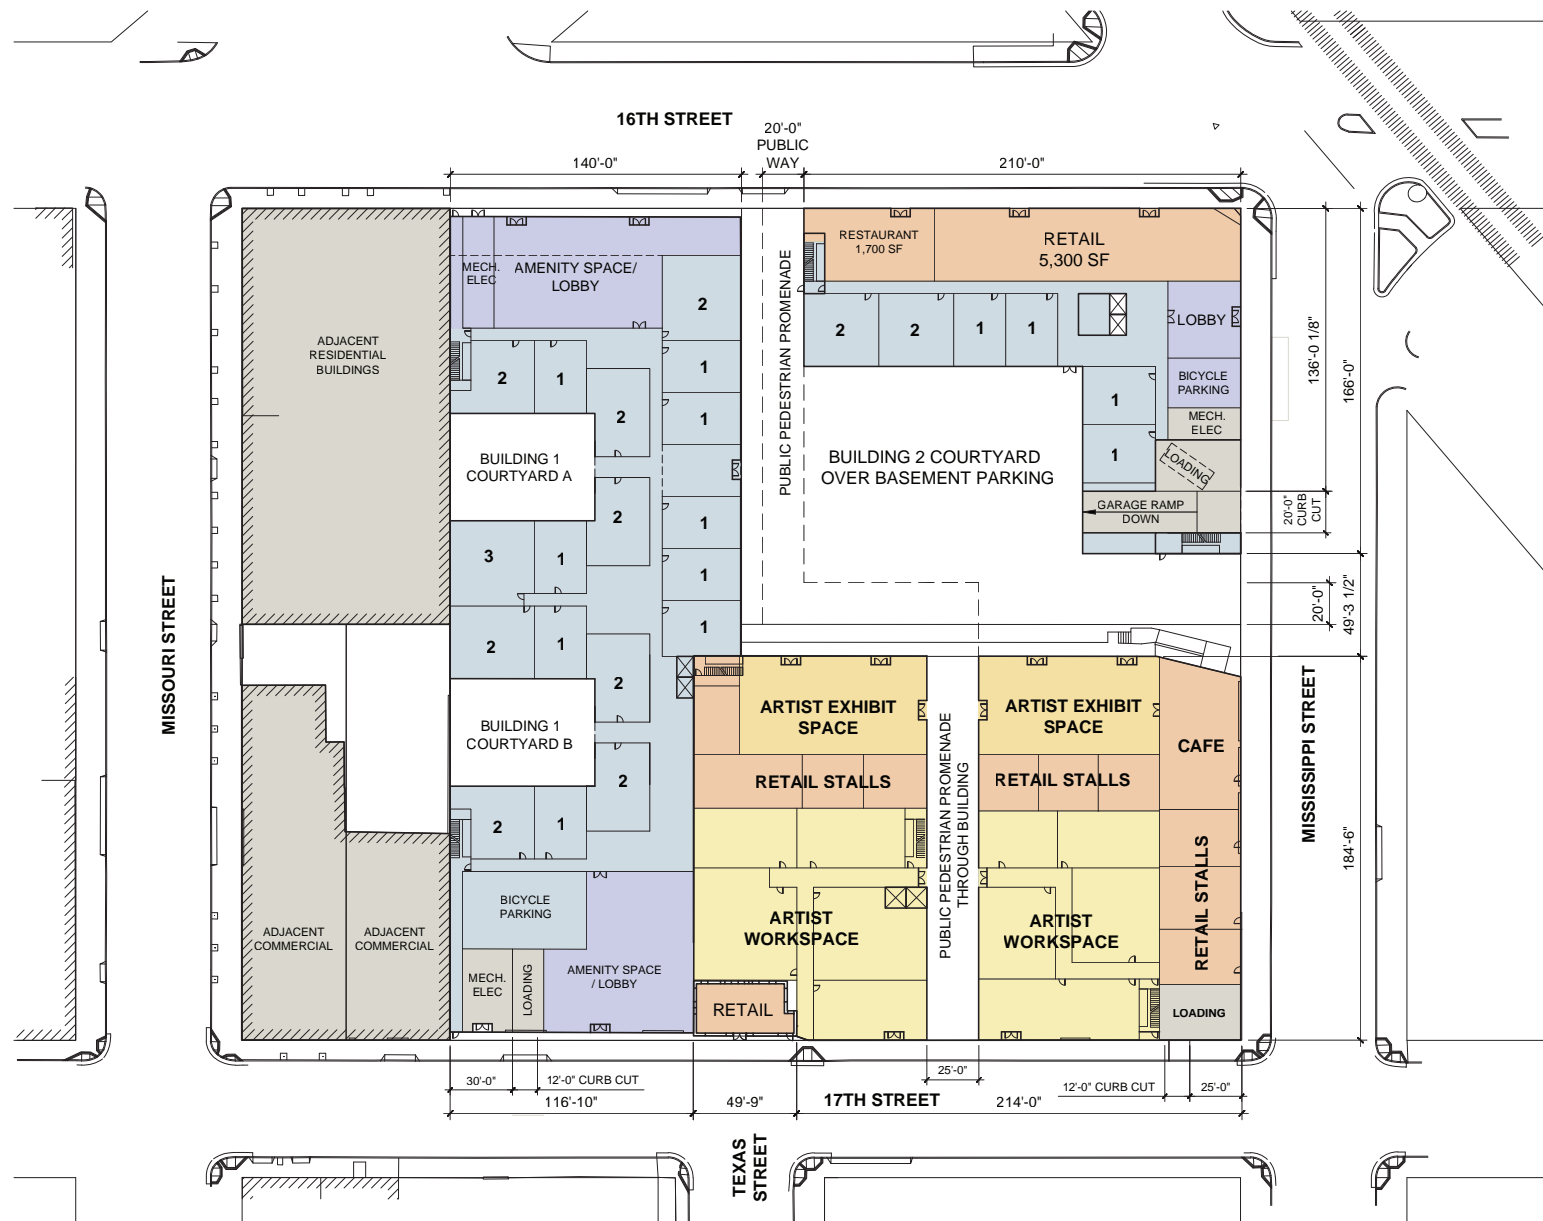 16TH STREET
20'-0"
PUBLIC
WAY
140'-0"
210'-0"
RESTAURANT
1,700 SF
RETAIL
5,300 SF
MECH.
ELEC
AMENITY SPACE/
LOBBY
2
2
2
1
1
LOBBY
ADJACENT
RESIDENTIAL
BUILDINGS
PUBLIC PEDESTRIAN PROMENADE
136'-0 1/8"
166'-0"
2
1
1
2
1
BICYCLE
PARKING
1
MECH.
ELEC
BUILDING 1
COURTYARD A
BUILDING 2 COURTYARD
OVER BASEMENT PARKING
1
LOADING
2
1
GARAGE RAMP
DOWN
20'-0"
CURB
CUT
3
1
1
20'-0"
49'-3 1/2"
2
1
1
MISSOURI STREET
2
ARTIST EXHIBIT
SPACE
ARTIST EXHIBIT
SPACE
BUILDING 1
COURTYARD B
CAFE
2
RETAIL STALLS
RETAIL STALLS
MISSISSIPPI STREET
2
1
PUBLIC PEDESTRIAN PROMENADE
THROUGH BUILDING
184'-6"
RETAIL STALLS
BICYCLE
PARKING
ADJACENT
COMMERCIAL
ADJACENT
COMMERCIAL
ARTIST
WORKSPACE
ARTIST
WORKSPACE
MECH.
ELEC
LOADING
AMENITY SPACE
/ LOBBY
RETAIL
LOADING
30'-0"
12'-0" CURB CUT
25'-0"
12'-0" CURB CUT
25'-0"
116'-10"
49'-9"
17TH STREET
214'-0"
TEXAS
STREET